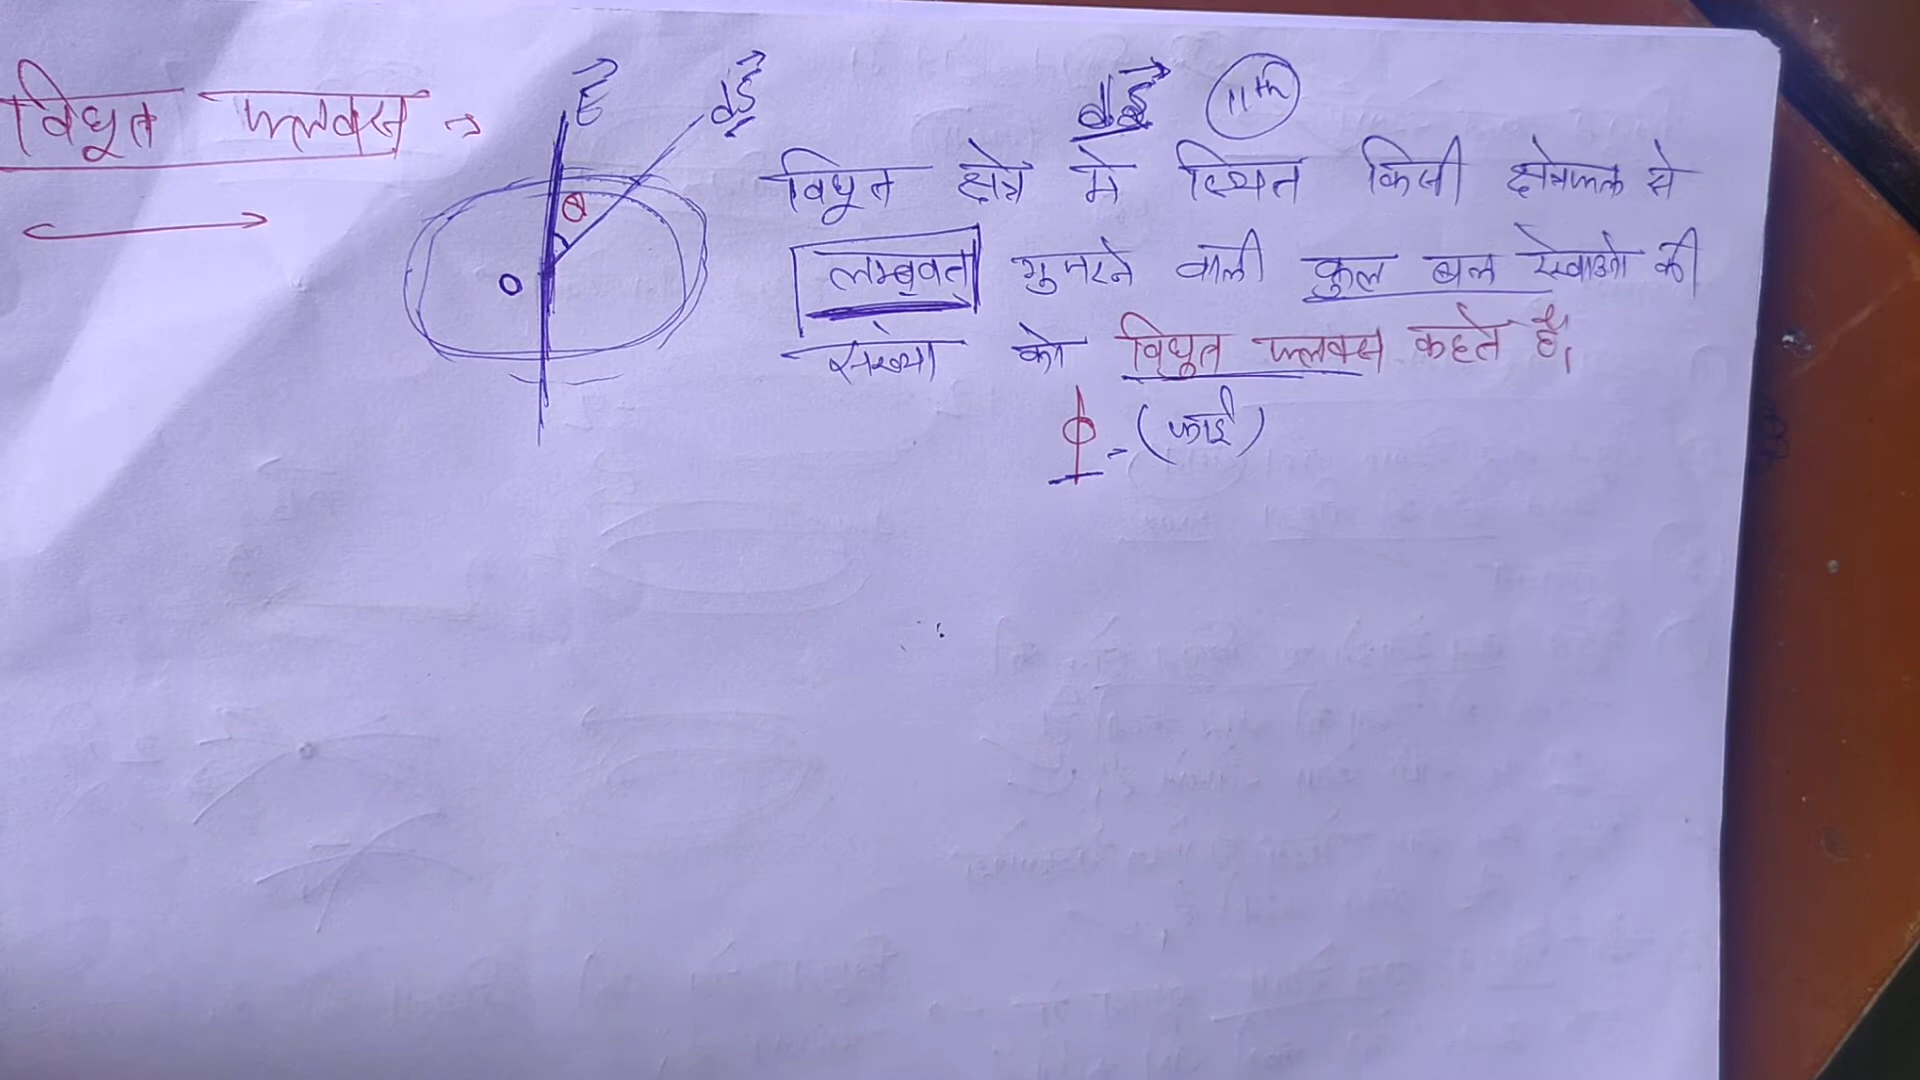 विधुत फ्लक्स →
E dS
θ
O
dS 11th
विधुत क्षेत्र मे स्थित किसी क्षेत्रफल से
लम्बवत् गुजरने वाली कुल बल रेखाओ की
संख्या को विधुत फ्लक्स कहते है।
ϕ - (फाई)